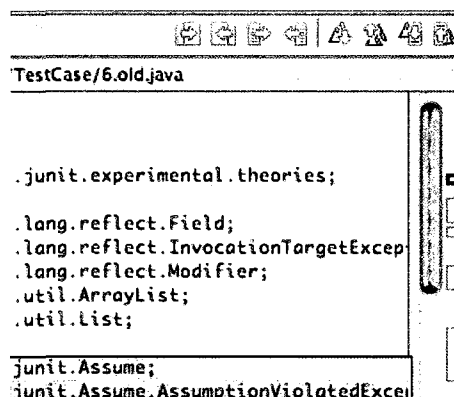 TestCase/6.old.java
.junit.experimental.theories;
.lang.reflect.Field;
.lang.reflect.InvocationTargetExcep
.lang.reflect.Modifier;
.util.ArrayList;
.util.List;
junit.Assume;
junit.Assume.AssumptionViolatedExce